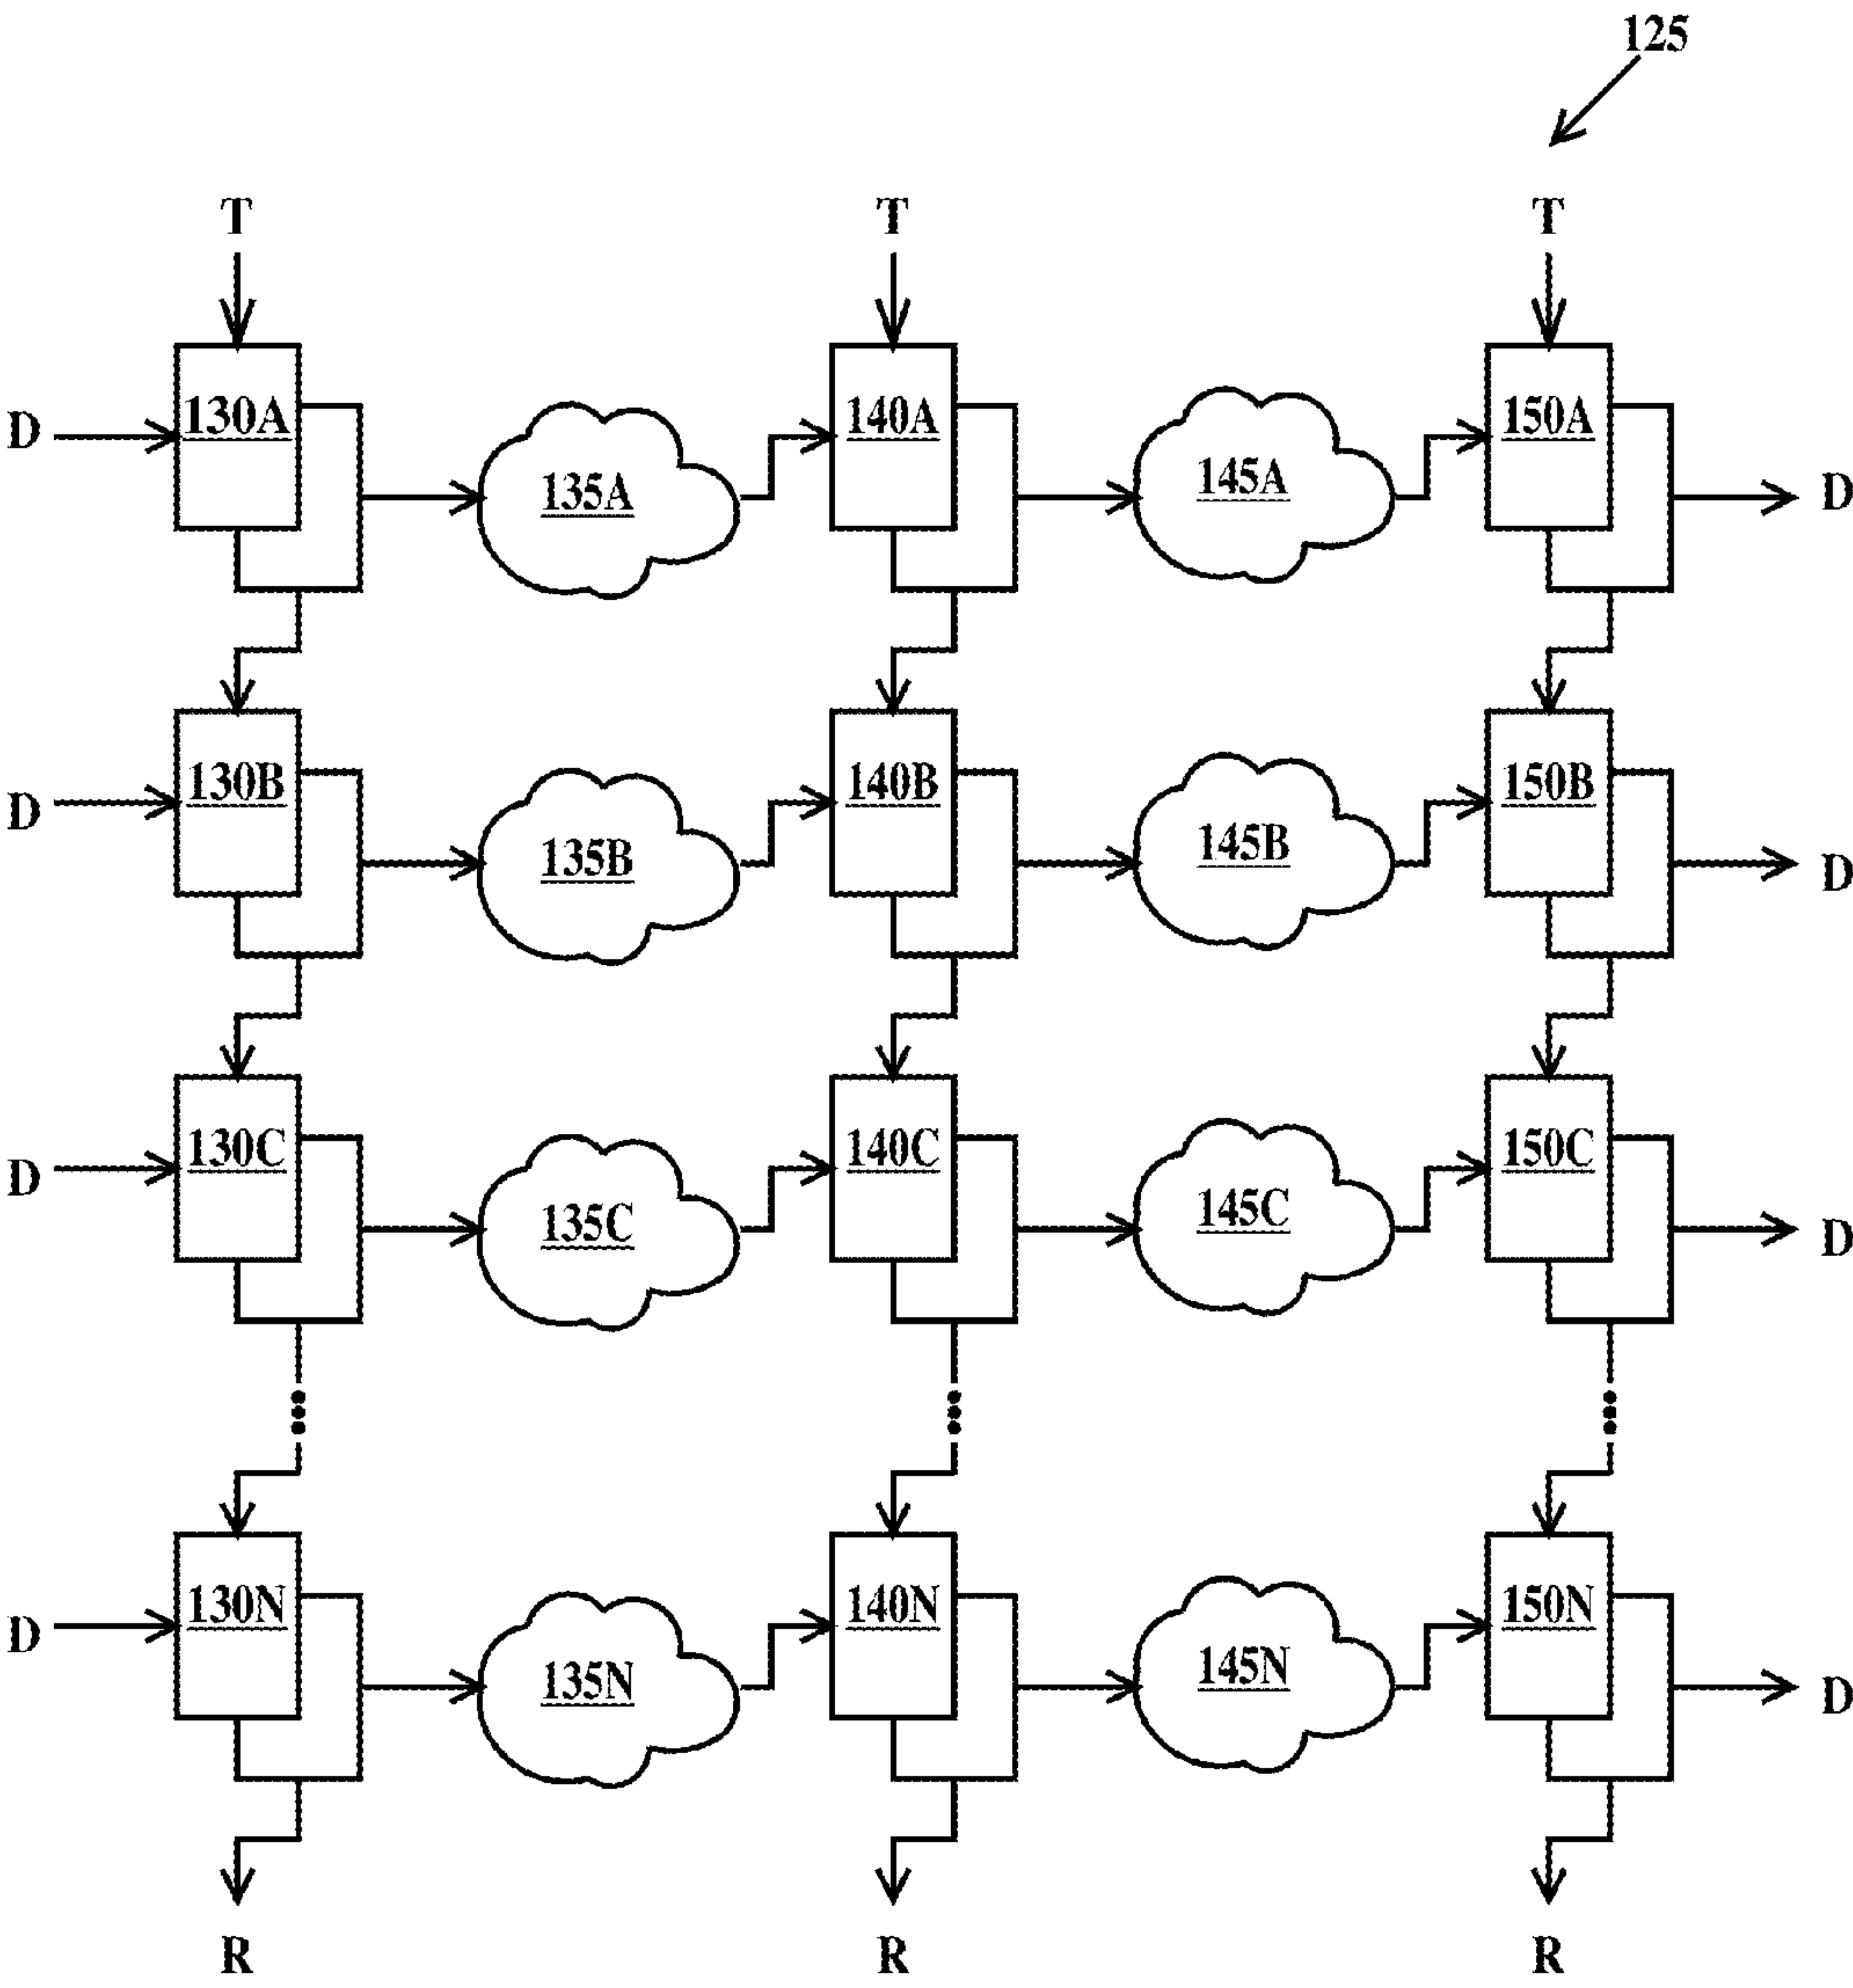 125
T T T
D 130A 135A 140A 145A 150A D
D 130B 135B 140B 145B 150B D
D 130C 135C 140C 145C 150C D
D 130N 135N 140N 145N 150N D
R R R